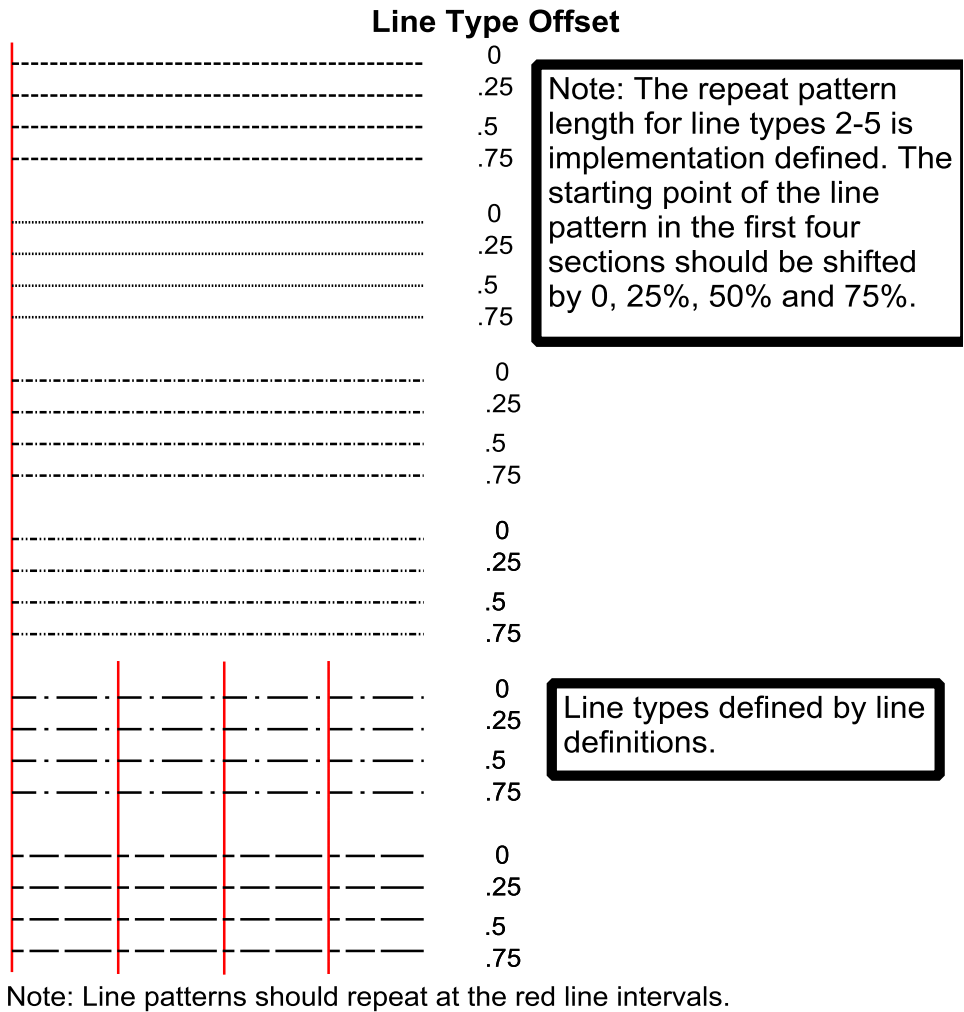 Line Type Offset
0
.25
.5
.75
0
.25
.5
.75
0
.25
.5
.75
0
.25
.5
.75
0
.25
.5
.75
0
.25
.5
.75
Note: The repeat pattern
length for line types 2-5 is
implementation defined. The
starting point of the line
pattern in the first four
sections should be shifted
by 0, 25%, 50% and 75%.
Line types defined by line
definitions.
Note: Line patterns should repeat at the red line intervals.